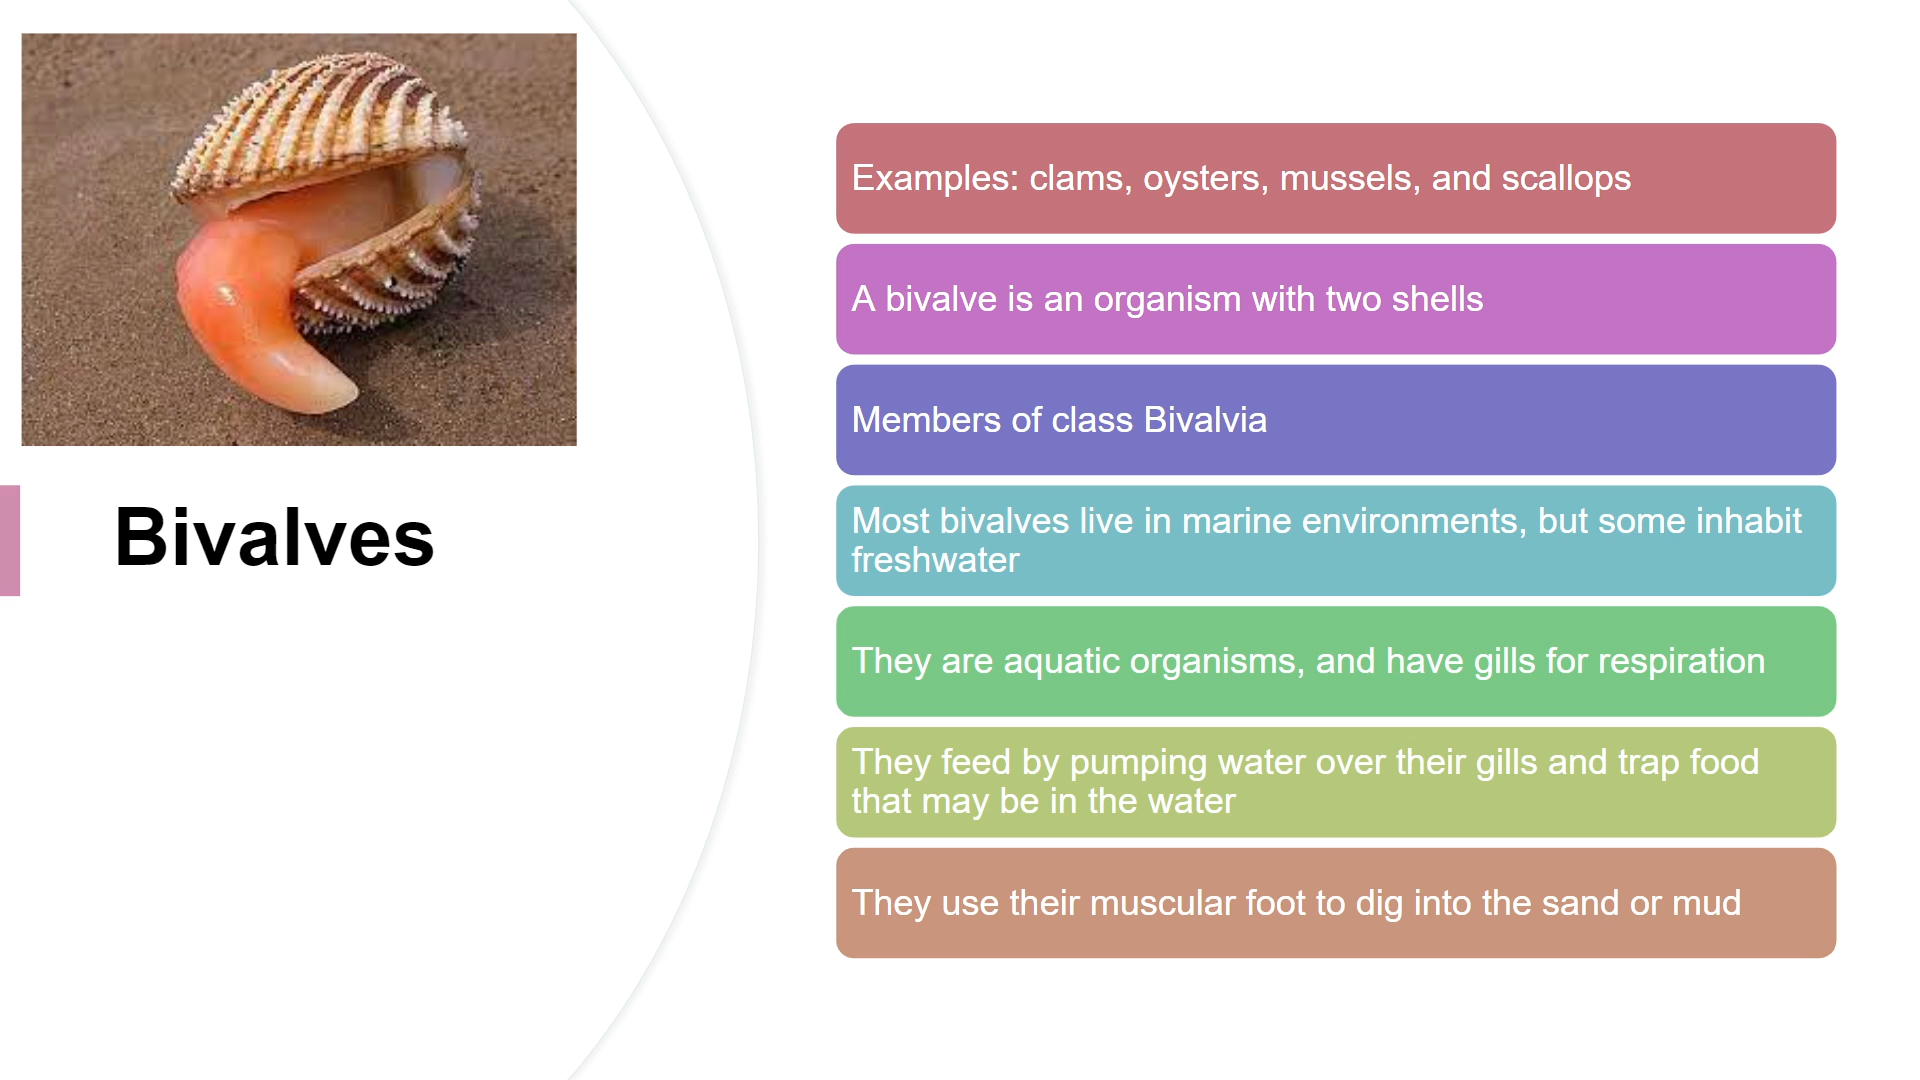 Bivalves
Examples: clams, oysters, mussels, and scallops
A bivalve is an organism with two shells
Members of class Bivalvia
Most bivalves live in marine environments, but some inhabit
freshwater
They are aquatic organisms, and have gills for respiration
They feed by pumping water over their gills and trap food
that may be in the water
They use their muscular foot to dig into the sand or mud